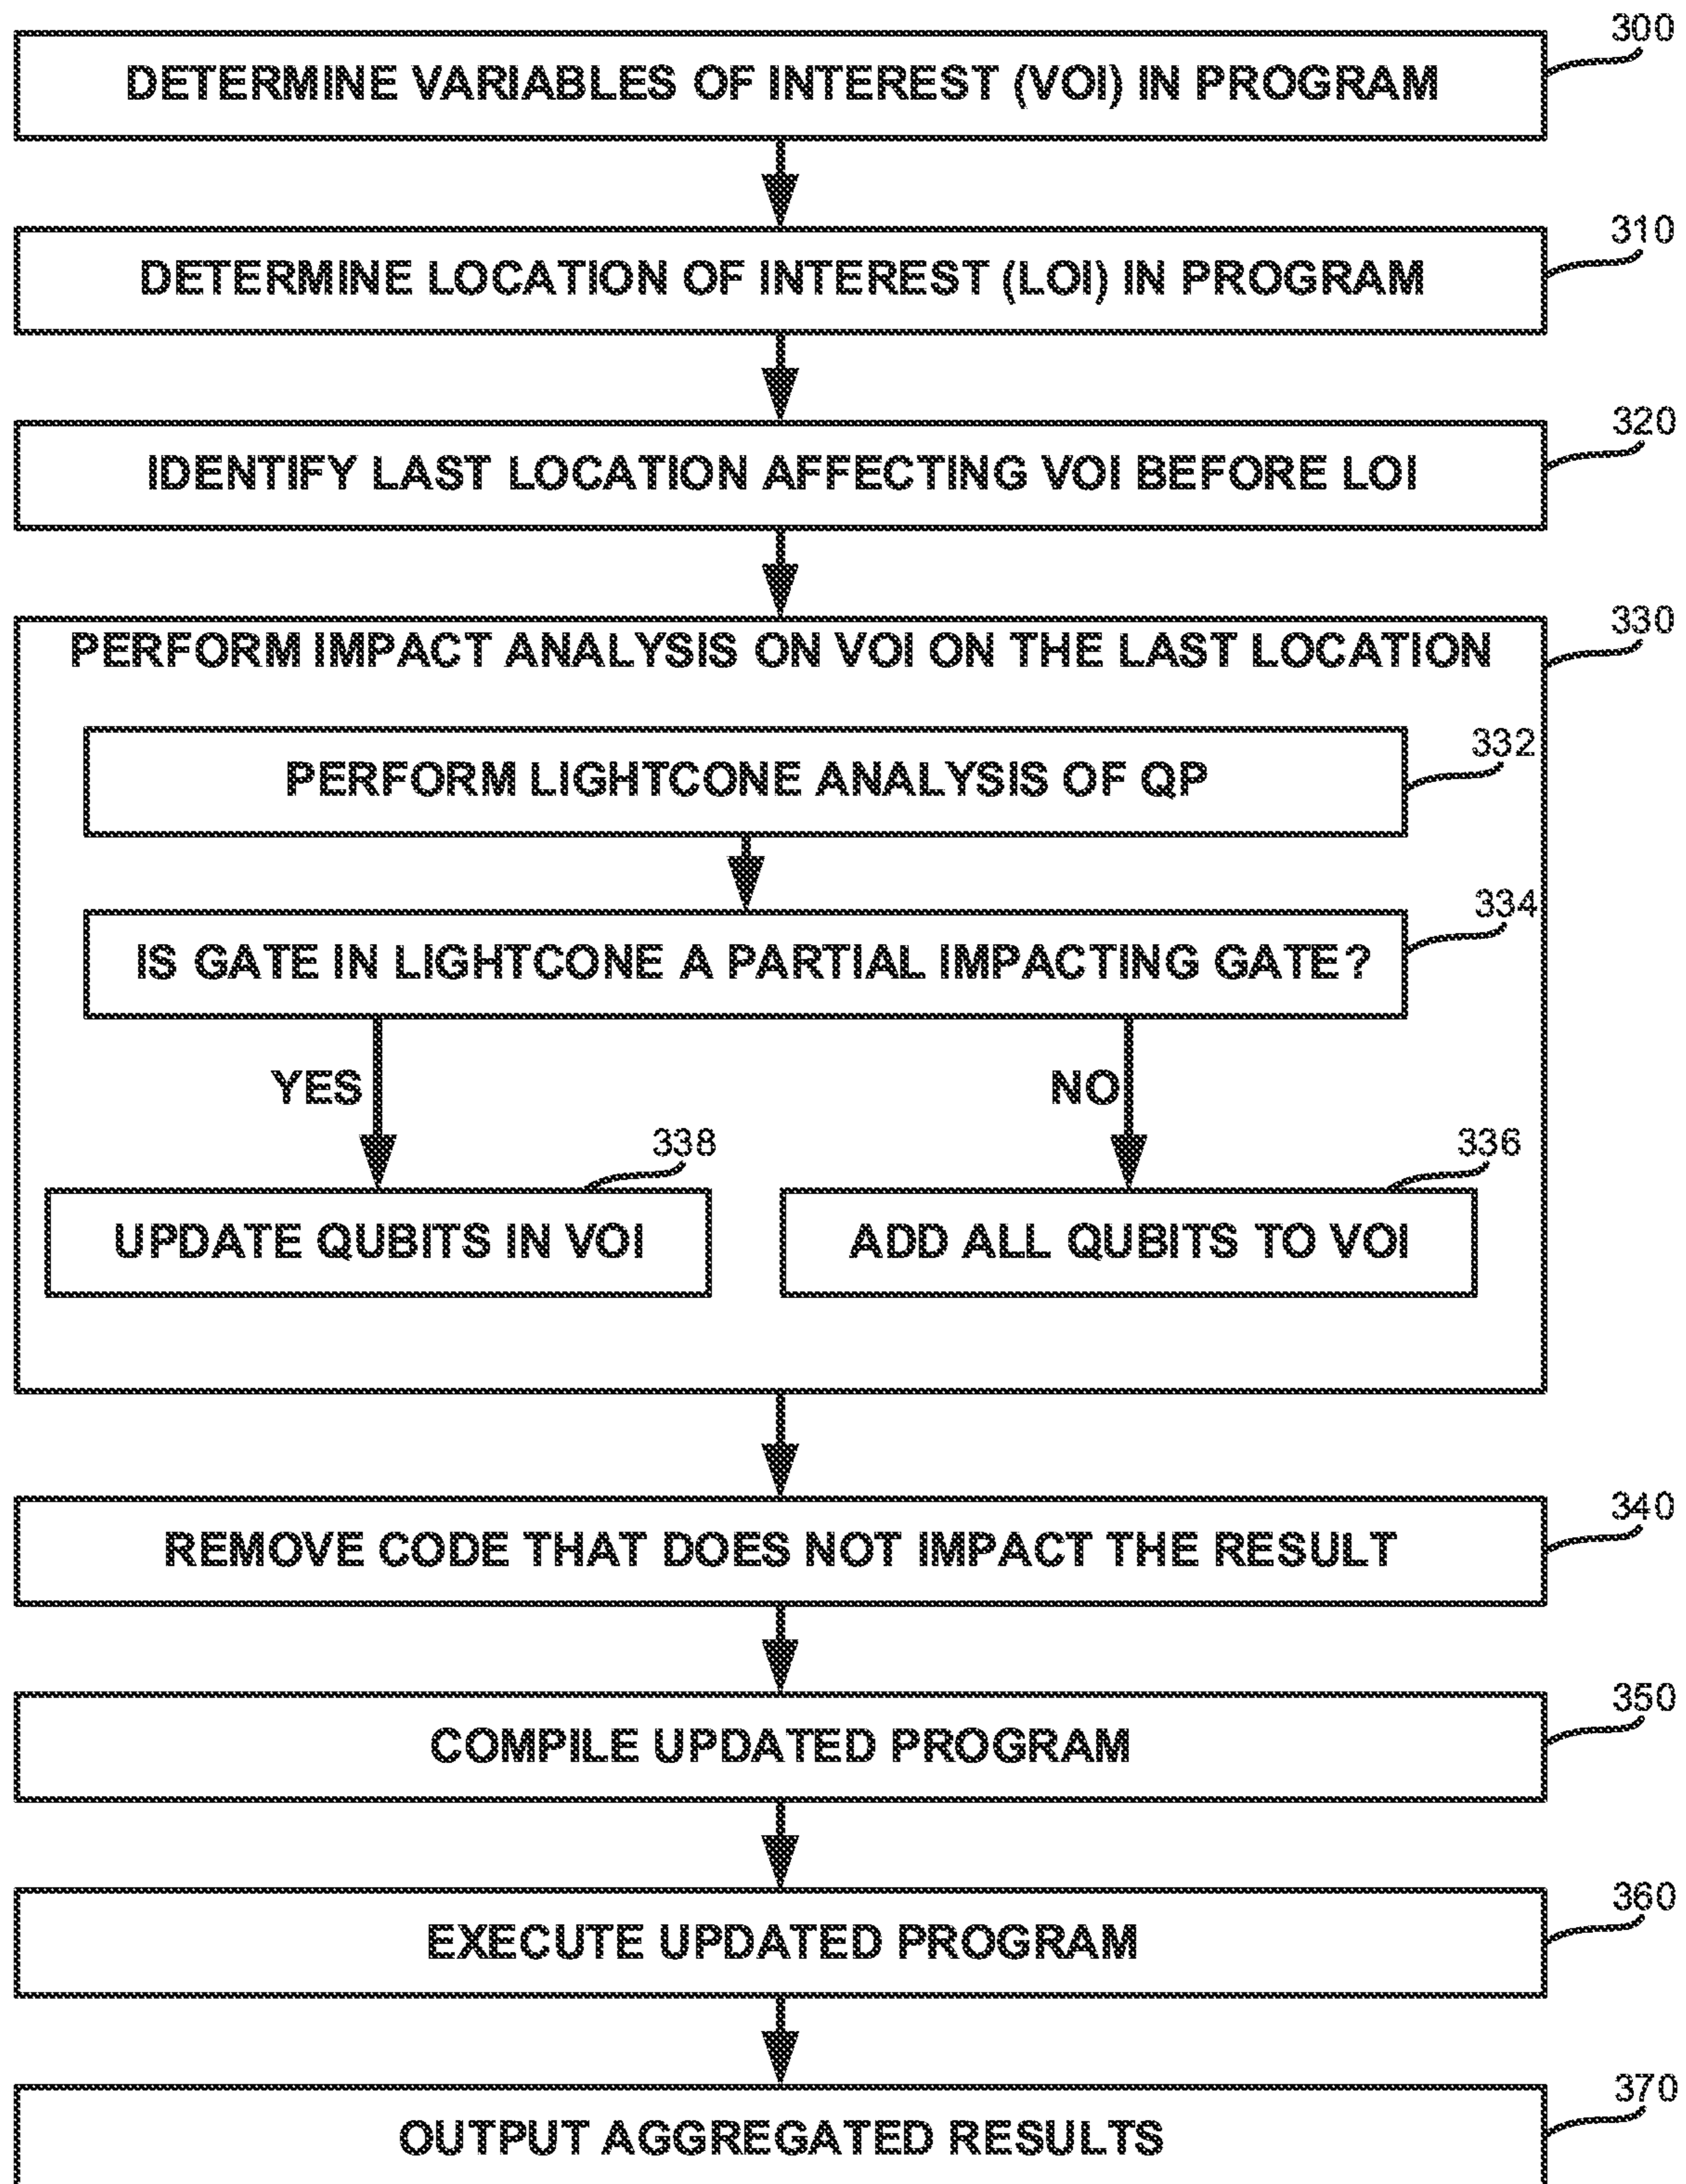 300
DETERMINE VARIABLES OF INTEREST (VOI) IN PROGRAM
310
DETERMINE LOCATION OF INTEREST (LOI) IN PROGRAM
320
IDENTIFY LAST LOCATION AFFECTING VOI BEFORE LOI
330
PERFORM IMPACT ANALYSIS ON VOI ON THE LAST LOCATION
332
PERFORM LIGHTCONE ANALYSIS OF QP
334
IS GATE IN LIGHTCONE A PARTIAL IMPACTING GATE?
YES
NO
338
336
UPDATE QUBITS IN VOI
ADD ALL QUBITS TO VOI
340
REMOVE CODE THAT DOES NOT IMPACT THE RESULT
350
COMPILE UPDATED PROGRAM
360
EXECUTE UPDATED PROGRAM
370
OUTPUT AGGREGATED RESULTS